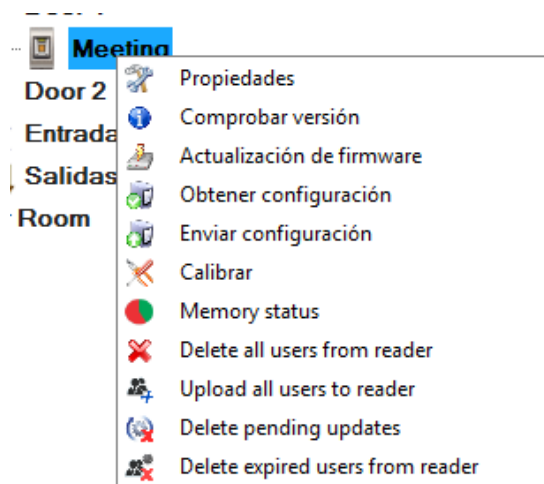 Meeting
Propiedades
Door 2
Comprobar versión
Entrada
Actualización de firmware
Salidas
Obtener configuración
Room
Enviar configuración
Calibrar
Memory status
Delete all users from reader
Upload all users to reader
Delete pending updates
Delete expired users from reader